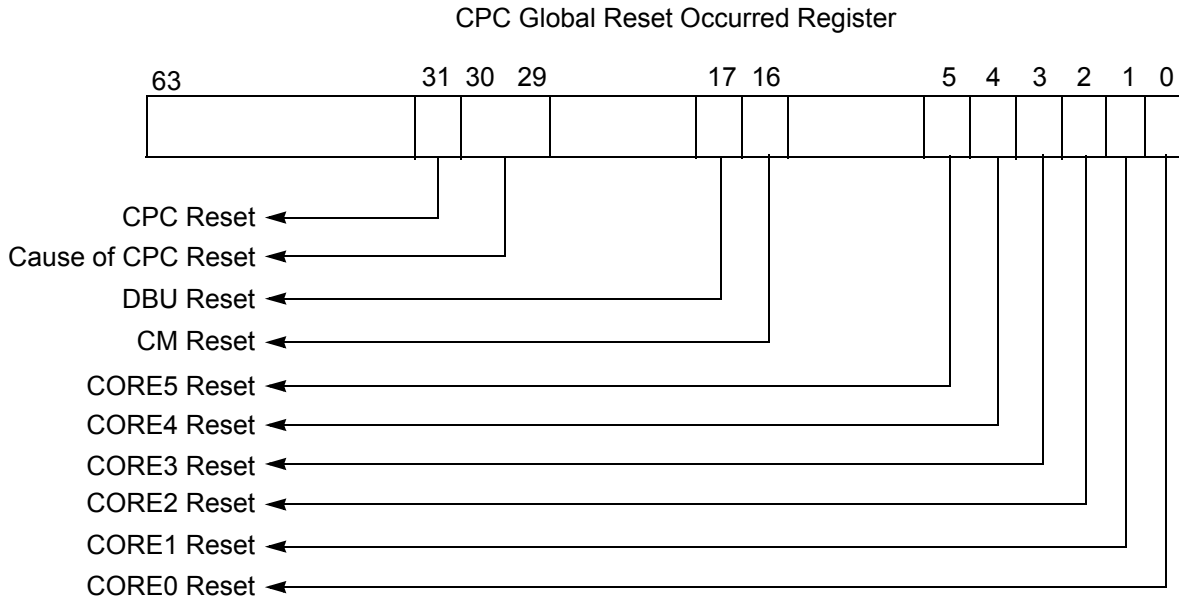 CPC Global Reset Occurred Register
63 31 30 29 17 16 5 4 3 2 1 0
CPC Reset
Cause of CPC Reset
DBU Reset
CM Reset
CORE5 Reset
CORE4 Reset
CORE3 Reset
CORE2 Reset
CORE1 Reset
CORE0 Reset